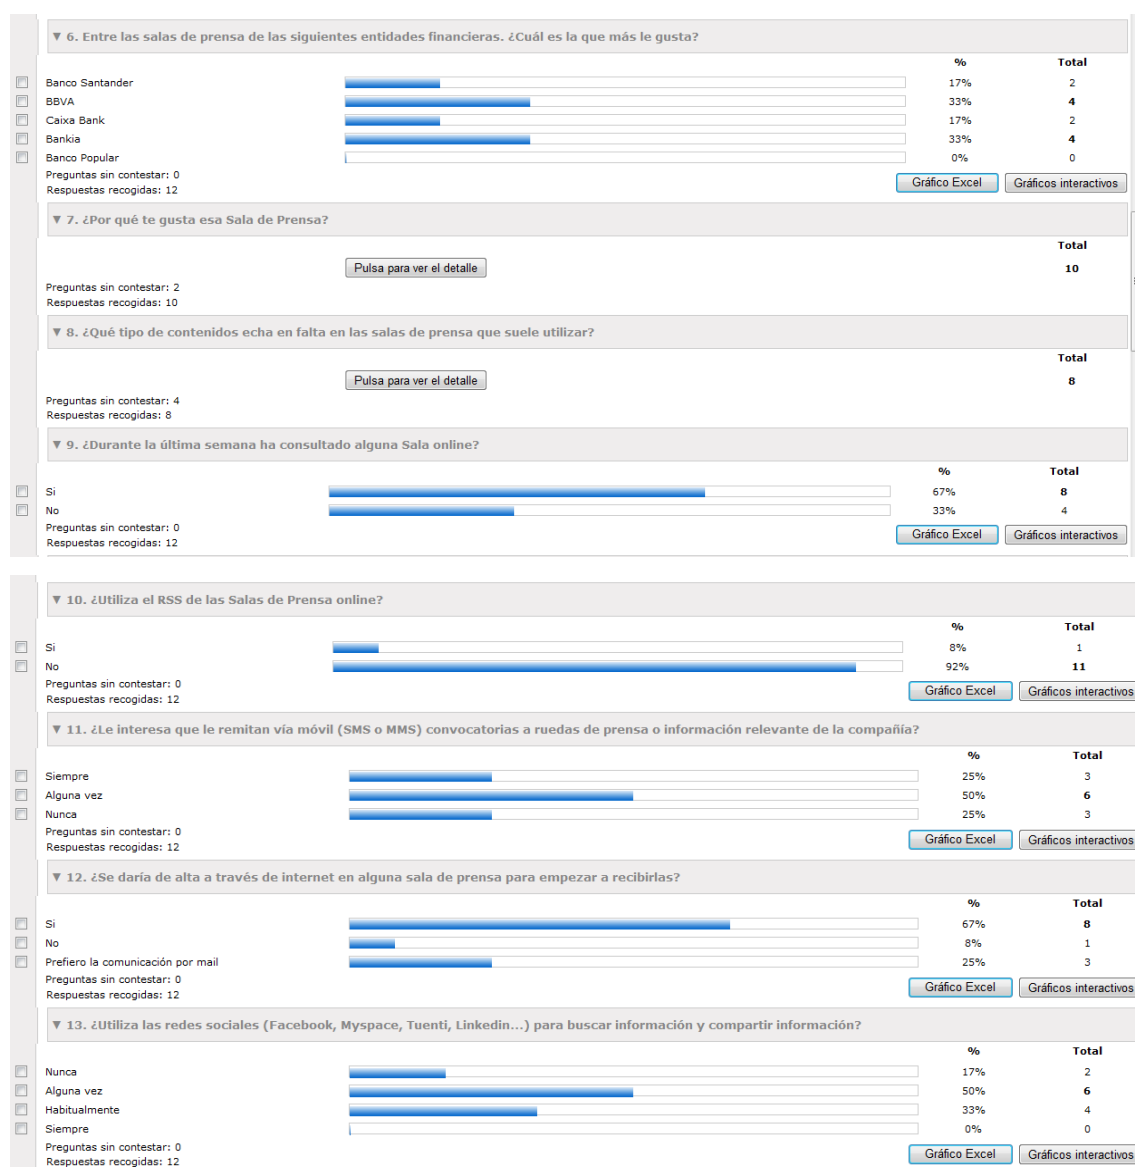 ▼ 6. Entre las salas de prensa de las siguientes entidades financieras. ¿Cuál es la que más le gusta?
% Total
Banco Santander 17% 2
BBVA 33% 4
Caixa Bank 17% 2
Bankia 33% 4
Banco Popular 0% 0
Preguntas sin contestar: 0
Respuestas recogidas: 12
Gráfico Excel Gráficos interactivos
▼ 7. ¿Por qué te gusta esa Sala de Prensa?
Total
Pulsa para ver el detalle 10
Preguntas sin contestar: 2
Respuestas recogidas: 10
▼ 8. ¿Qué tipo de contenidos echa en falta en las salas de prensa que suele utilizar?
Total
Pulsa para ver el detalle 8
Preguntas sin contestar: 4
Respuestas recogidas: 8
▼ 9. ¿Durante la última semana ha consultado alguna Sala online?
% Total
Si 67% 8
No 33% 4
Preguntas sin contestar: 0
Respuestas recogidas: 12
Gráfico Excel Gráficos interactivos
▼ 10. ¿Utiliza el RSS de las Salas de Prensa online?
% Total
Si 8% 1
No 92% 11
Preguntas sin contestar: 0
Respuestas recogidas: 12
Gráfico Excel Gráficos interactivos
▼ 11. ¿Le interesa que le remitan vía móvil (SMS o MMS) convocatorias a ruedas de prensa o información relevante de la compañía?
% Total
Siempre 25% 3
Alguna vez 50% 6
Nunca 25% 3
Preguntas sin contestar: 0
Respuestas recogidas: 12
Gráfico Excel Gráficos interactivos
▼ 12. ¿Se daría de alta a través de internet en alguna sala de prensa para empezar a recibirlas?
% Total
Si 67% 8
No 8% 1
Prefiero la comunicación por mail 25% 3
Preguntas sin contestar: 0
Respuestas recogidas: 12
Gráfico Excel Gráficos interactivos
▼ 13. ¿Utiliza las redes sociales (Facebook, Myspace, Tuenti, Linkedin...) para buscar información y compartir información?
% Total
Nunca 17% 2
Alguna vez 50% 6
Habitualmente 33% 4
Siempre 0% 0
Preguntas sin contestar: 0
Respuestas recogidas: 12
Gráfico Excel Gráficos interactivos